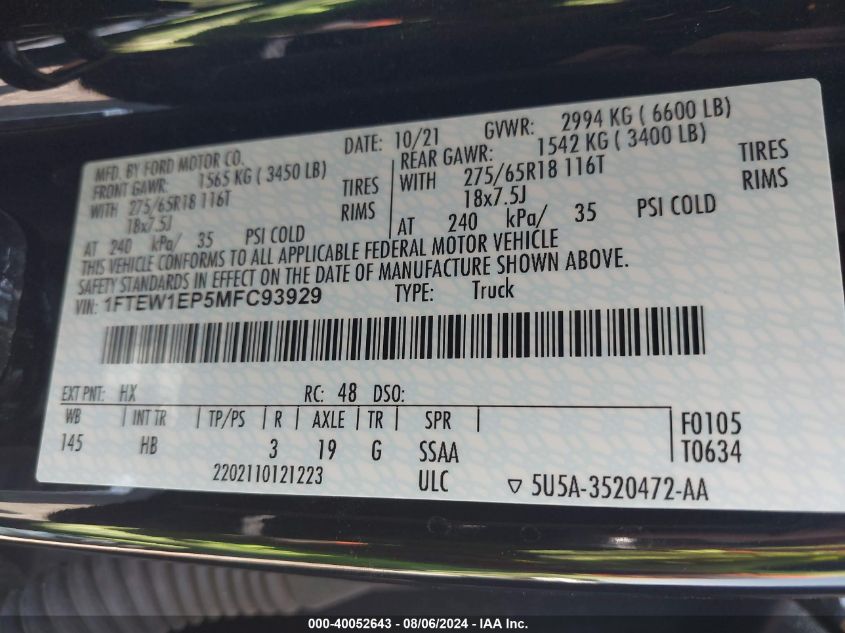 MFD. BY FORD MOTOR CO.
DATE: 10/21 GVWR: 2994 KG ( 6600 LB)
FRONT GAWR: 1565 KG ( 3450 LB)
WITH 275/65R18 116T TIRES
18x7.5J RIMS
AT 240 kPa/ 35 PSI COLD
REAR GAWR: 1542 KG ( 3400 LB)
WITH 275/65R18 116T TIRES
18x7.5J RIMS
AT 240 kPa/ 35 PSI COLD
THIS VEHICLE CONFORMS TO ALL APPLICABLE FEDERAL MOTOR VEHICLE
SAFETY STANDARDS IN EFFECT ON THE DATE OF MANUFACTURE SHOWN ABOVE.
VIN: 1FTEW1EP5MFC93929 TYPE: Truck
EXT PNT: HX RC: 48 DSO:
WB INT TR TP/PS R AXLE TR SPR F0105
145 HB 3 19 G SSAA T0634
2202110121223 ULC 5U5A-3520472-AA
000-40052643 - 08/06/2024 - IAA Inc.